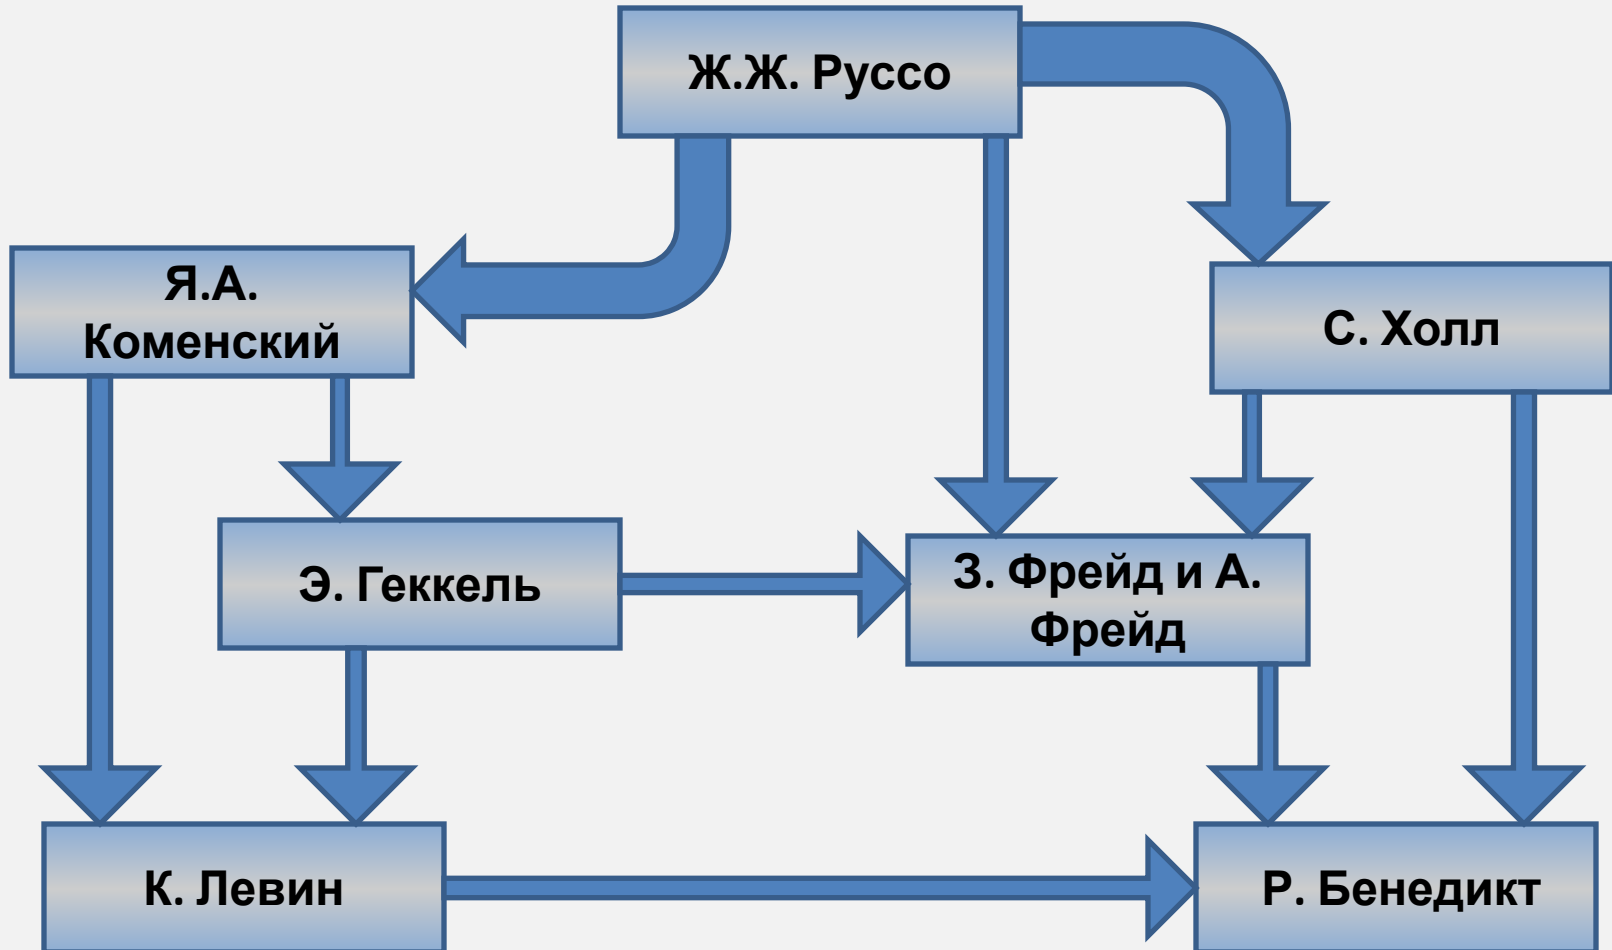 Ж.Ж. Руссо
Я.А.
Коменский
С. Холл
Э. Геккель
З. Фрейд и А.
Фрейд
К. Левин
Р. Бенедикт